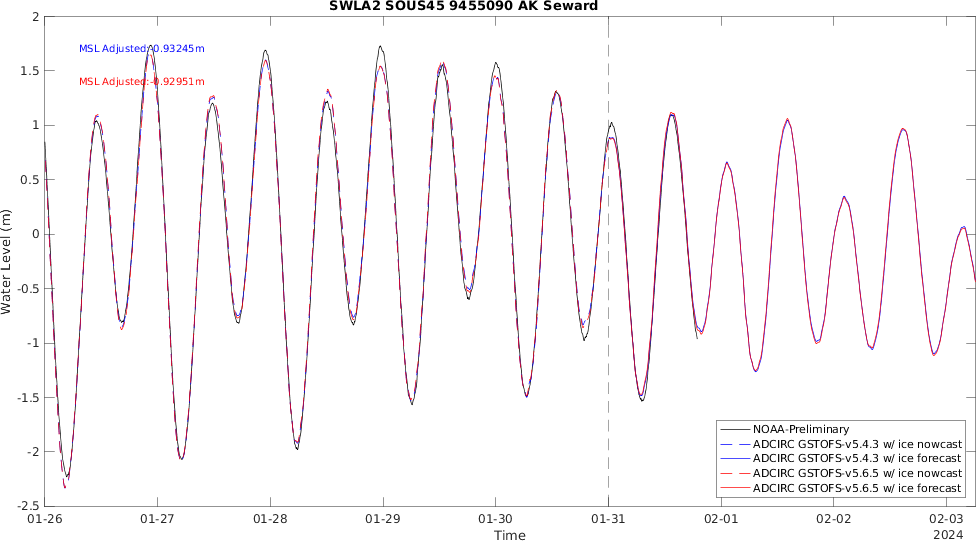 SWLA2 SOUS45 9455090 AK Seward
MSL Adjusted:-0.93245m
MSL Adjusted:-0.92951m
Water Level (m)
2
1.5
1
0.5
0
-0.5
-1
-1.5
-2
-2.5
NOAA-Preliminary
ADCIRC GSTOFS-v5.4.3 w/ ice nowcast
ADCIRC GSTOFS-v5.4.3 w/ ice forecast
ADCIRC GSTOFS-v5.6.5 w/ ice nowcast
ADCIRC GSTOFS-v5.6.5 w/ ice forecast
01-26 01-27 01-28 01-29 01-30 01-31 02-01 02-02 02-03
Time 2024